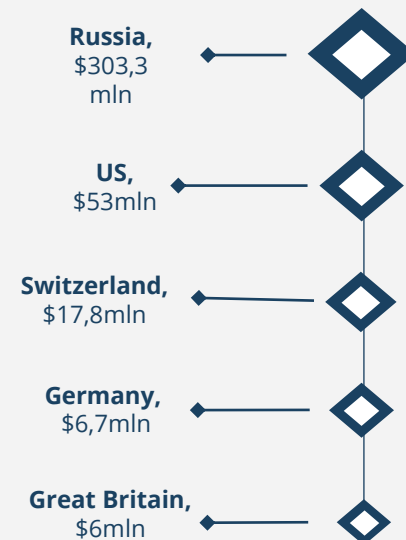 Russia,
$303,3
mln
US,
$53mln
Switzerland,
$17,8mln
Germany,
$6,7mln
Great Britain,
$6mln